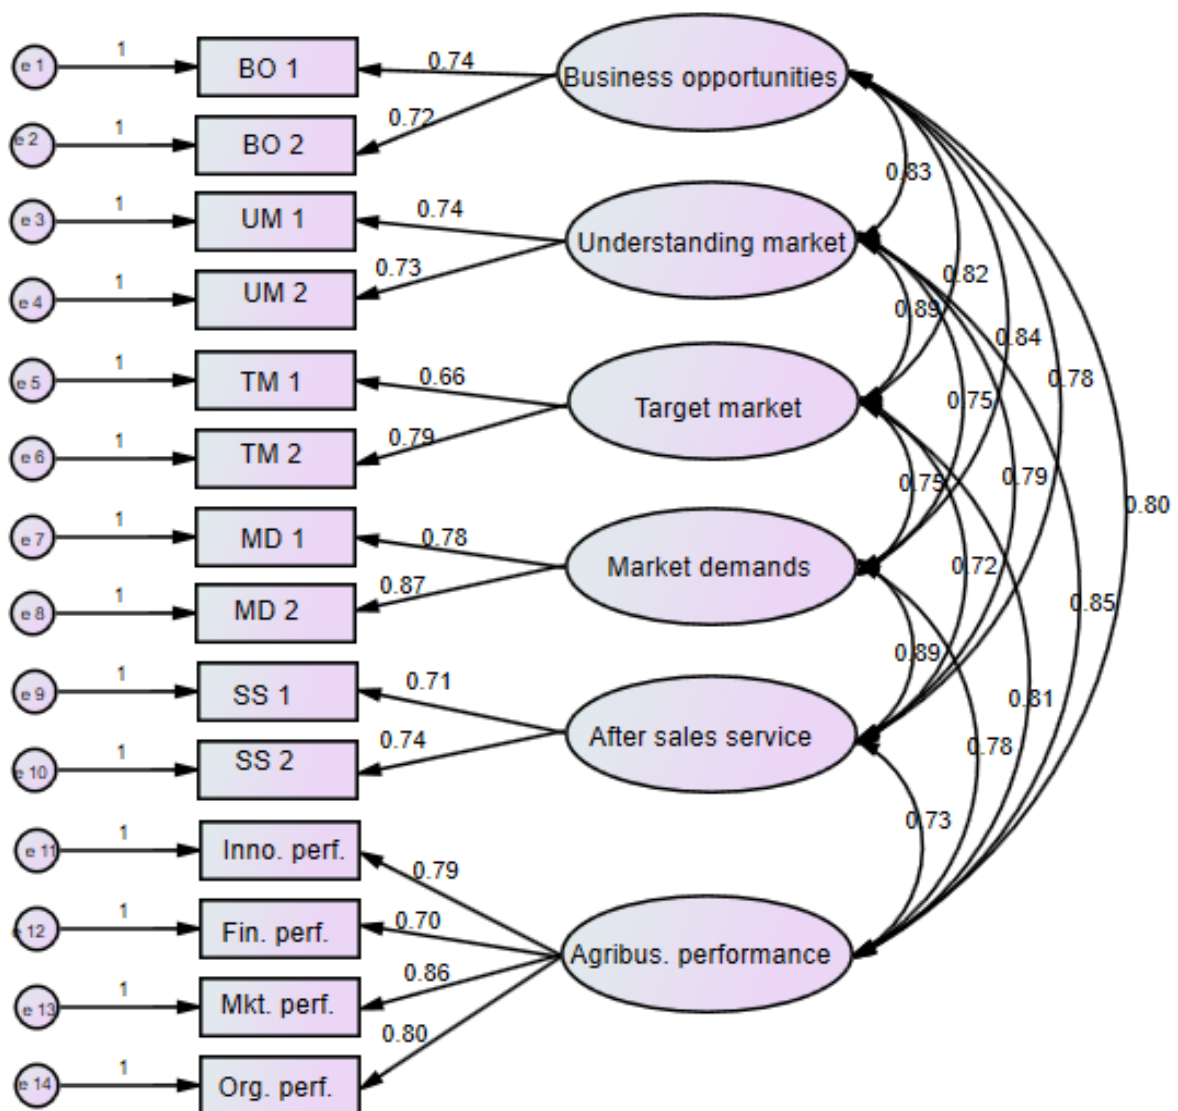 e 1
1
BO 1
0.74
Business opportunities
e 2
1
BO 2
0.72
0.83
e 3
1
UM 1
0.74
Understanding market
e 4
1
UM 2
0.73
0.82
0.89
0.84
e 5
1
TM 1
0.66
Target market
0.78
0.75
e 6
1
TM 2
0.79
0.75
0.79
0.80
e 7
1
MD 1
0.78
Market demands
0.72
e 8
1
MD 2
0.87
0.85
0.89
e 9
1
SS 1
0.71
After sales service
0.81
e 10
1
SS 2
0.74
0.78
0.73
e 11
1
Inno. perf.
0.79
e 12
1
Fin. perf.
0.70
Agribus. performance
e 13
1
Mkt. perf.
0.86
e 14
1
Org. perf.
0.80